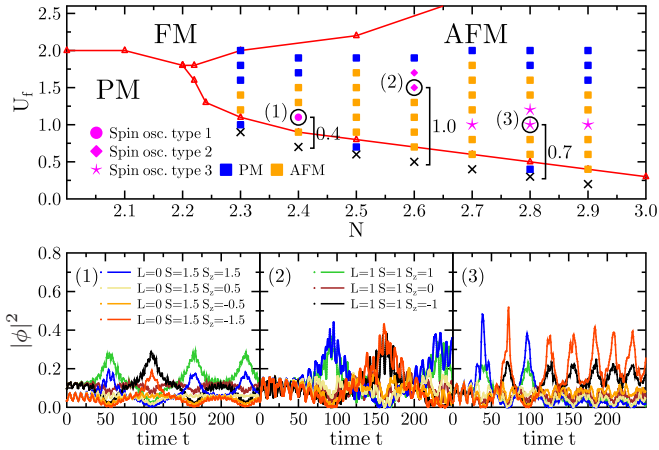 2.5
2.0
1.5
1.0
0.5
0.0
U_f
FM
AFM
PM
(1)
(2)
(3)
0.4
1.0
0.7
Spin osc. type 1
Spin osc. type 2
Spin osc. type 3
PM
AFM
2.1 2.2 2.3 2.4 2.5 2.6 2.7 2.8 2.9 3.0
N
0.8
0.6
0.4
0.2
0.0
|ϕ|²
(1)
L=0 S=1.5 S_z=1.5
L=0 S=1.5 S_z=0.5
L=0 S=1.5 S_z=-0.5
L=0 S=1.5 S_z=-1.5
(2)
L=1 S=1 S_z=1
L=1 S=1 S_z=0
L=1 S=1 S_z=-1
(3)
0 50 100 150 200 0 50 100 150 200 0 50 100 150 200
time t time t time t